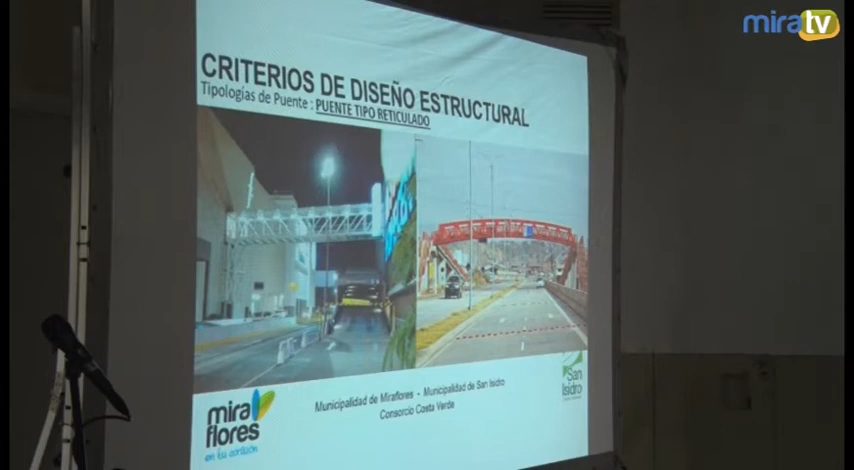 miratv
CRITERIOS DE DISEÑO ESTRUCTURAL
Tipologías de Puente : PUENTE TIPO RETICULADO
Municipalidad de Miraflores - Municipalidad de San Isidro
Consorcio Costa Verde
mira
flores
en tu corazón
San
Isidro